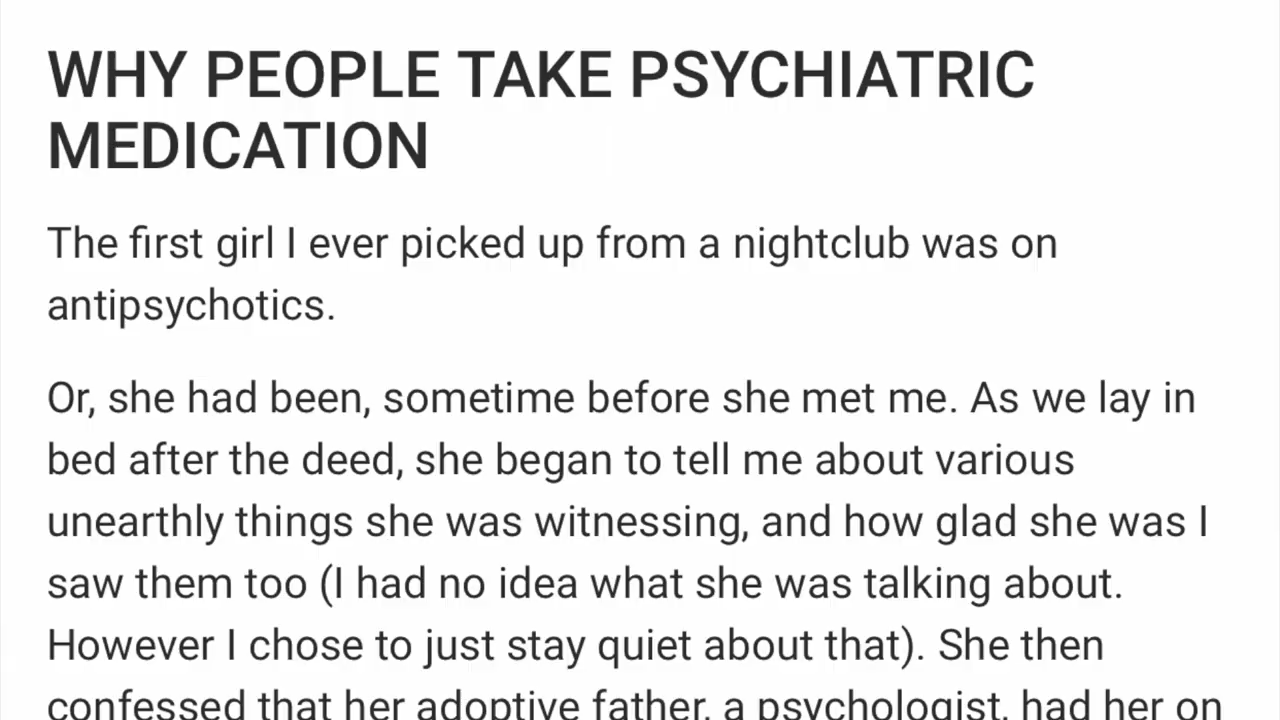 WHY PEOPLE TAKE PSYCHIATRIC
MEDICATION
The first girl I ever picked up from a nightclub was on
antipsychotics.
Or, she had been, sometime before she met me. As we lay in
bed after the deed, she began to tell me about various
unearthly things she was witnessing, and how glad she was I
saw them too (I had no idea what she was talking about.
However I chose to just stay quiet about that). She then
confessed that her adoptive father, a psychologist, had her on